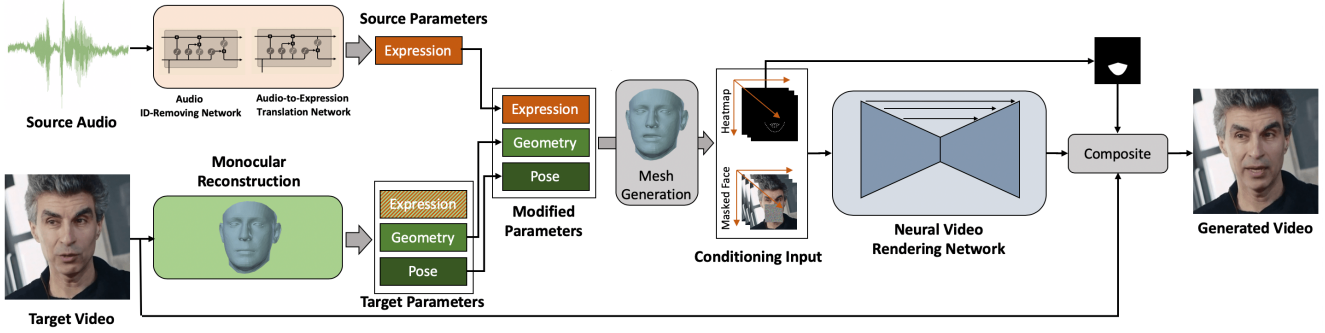 Source Audio
Audio
ID-Removing Network
Audio-to-Expression
Translation Network
Source Parameters
Expression
Target Video
Monocular
Reconstruction
Expression
Geometry
Pose
Target Parameters
Expression
Geometry
Pose
Modified
Parameters
Mesh
Generation
Heatmap
Masked Face
Conditioning Input
Neural Video
Rendering Network
Composite
Generated Video